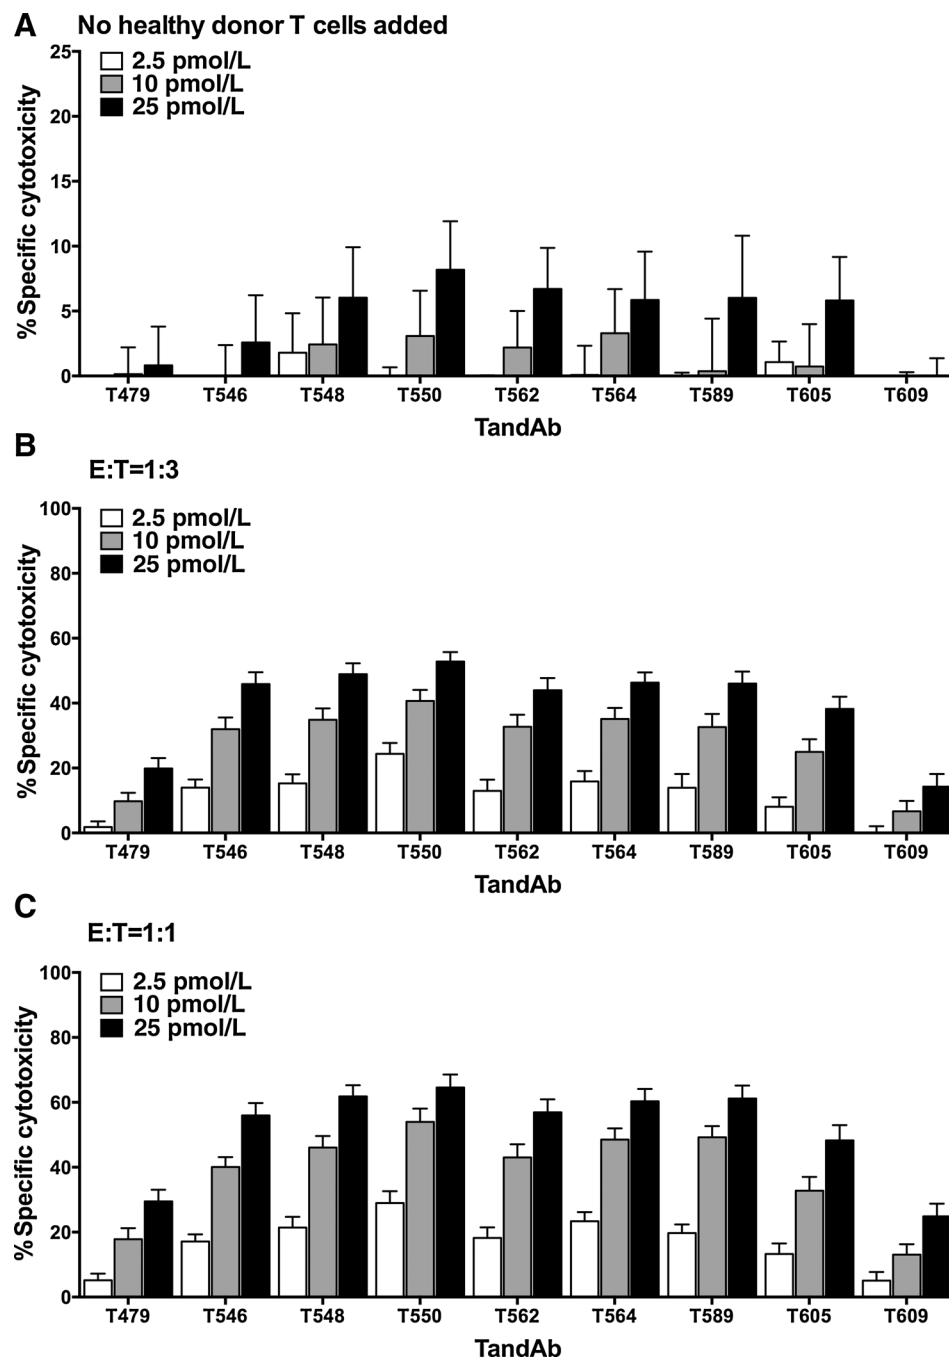 A No healthy donor T cells added
2.5 pmol/L
10 pmol/L
25 pmol/L
25
20
15
10
5
0
%Specific cytotoxicity
T479 T546 T548 T550 T562 T564 T589 T605 T609
TandAb
B
E:T=1:3
2.5 pmol/L
10 pmol/L
25 pmol/L
100
80
60
40
20
0
%Specific cytotoxicity
T479 T546 T548 T550 T562 T564 T589 T605 T609
TandAb
C
E:T=1:1
2.5 pmol/L
10 pmol/L
25 pmol/L
100
80
60
40
20
0
%Specific cytotoxicity
T479 T546 T548 T550 T562 T564 T589 T605 T609
TandAb